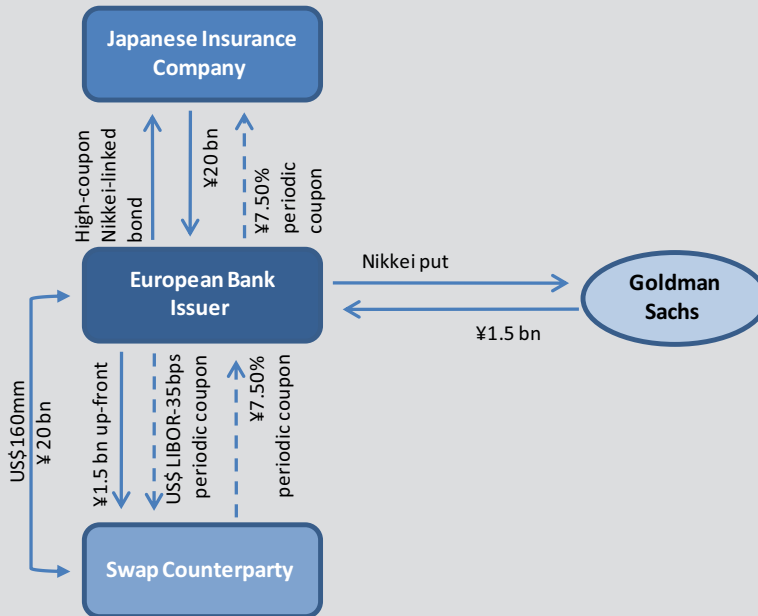 Japanese Insurance
Company
High-coupon
Nikkei-linked
bond
¥20 bn
¥7.50%
periodic
coupon
European Bank
Issuer
Nikkei put
¥1.5 bn
Goldman
Sachs
US$160mm
¥ 20 bn
¥1.5 bn up-front
US$ LIBOR-35bps
periodic coupon
¥7.50%
periodic coupon
Swap Counterparty